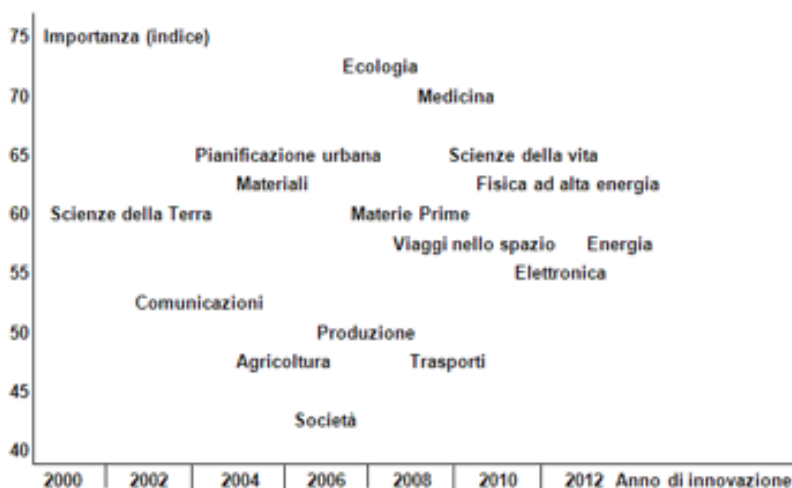 75 Importanza (indice)
Ecologia
70 Medicina
65 Pianificazione urbana Scienze della vita
Materiali Fisica ad alta energia
60 Scienze della Terra Materie Prime
Viaggi nello spazio Energia
55 Elettronica
Comunicazioni
50 Produzione
Agricoltura Trasporti
45
Società
40
2000 2002 2004 2006 2008 2010 2012 Anno di innovazione